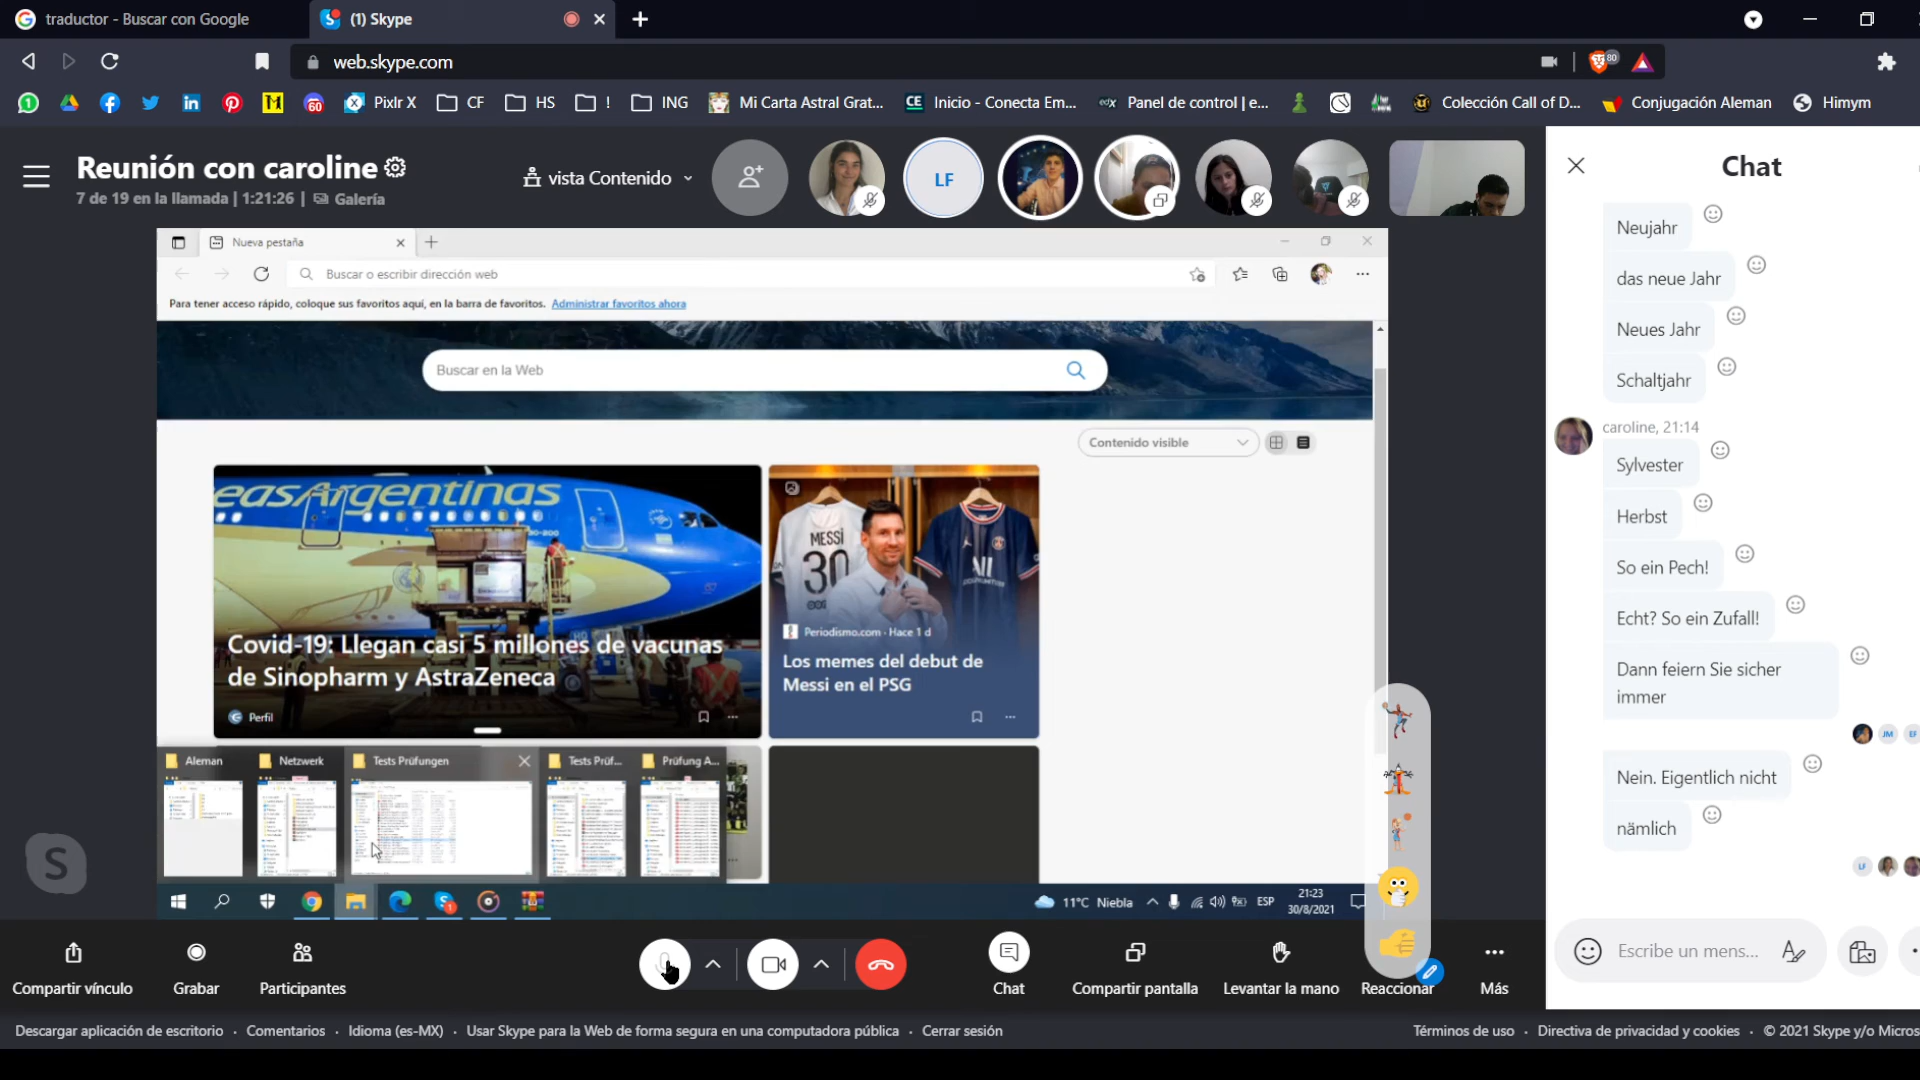 traductor - Buscar con Google
(1) Skype
web.skype.com
80
60
Pixlr X
CF
HS
!
ING
Mi Carta Astral Grat...
CE
Inicio - Conecta Em...
Panel de control | e...
Colección Call of D...
Conjugación Aleman
Himym
Reunión con caroline
7 de 19 en la llamada | 1:21:26 | Galería
vista Contenido
LF
Nueva pestaña
Buscar o escribir dirección web
Para tener acceso rápido, coloque sus favoritos aquí, en la barra de favoritos. Administrar favoritos ahora
Buscar en la Web
Contenido visible
easArgentinas
Covid-19: Llegan casi 5 millones de vacunas
de Sinopharm y AstraZeneca
Perfil
MESSI
30
ALL
Periodismo.com - Hace 1 d
Los memes del debut de
Messi en el PSG
Aleman
Netzwerk
Tests Prüfungen
Tests Prüf...
Prüfung A...
11°C Niebla
ESP
21:23
30/8/2021
Compartir vínculo
Grabar
Participantes
Chat
Compartir pantalla
Levantar la mano
Reaccionar
Más
Descargar aplicación de escritorio · Comentarios · Idioma (es-MX) · Usar Skype para la Web de forma segura en una computadora pública · Cerrar sesión
Términos de uso · Directiva de privacidad y cookies · © 2021 Skype y/o Micros
Chat
Neujahr
das neue Jahr
Neues Jahr
Schaltjahr
caroline, 21:14
Sylvester
Herbst
So ein Pech!
Echt? So ein Zufall!
Dann feiern Sie sicher
immer
JM
EF
Nein. Eigentlich nicht
nämlich
LF
Escribe un mens...